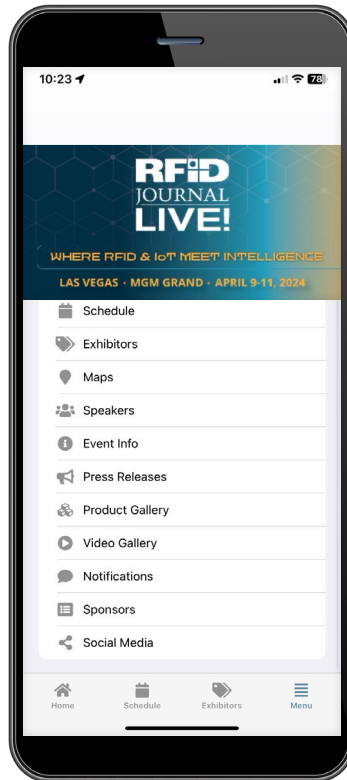 10:23
78
RFiD
JOURNAL
LIVE!
WHERE RFID & IoT MEET INTELLIGENCE
LAS VEGAS · MGM GRAND · APRIL 9-11, 2024
Schedule
Exhibitors
Maps
Speakers
Event Info
Press Releases
Product Gallery
Video Gallery
Notifications
Sponsors
Social Media
Home Schedule Exhibitors Menu